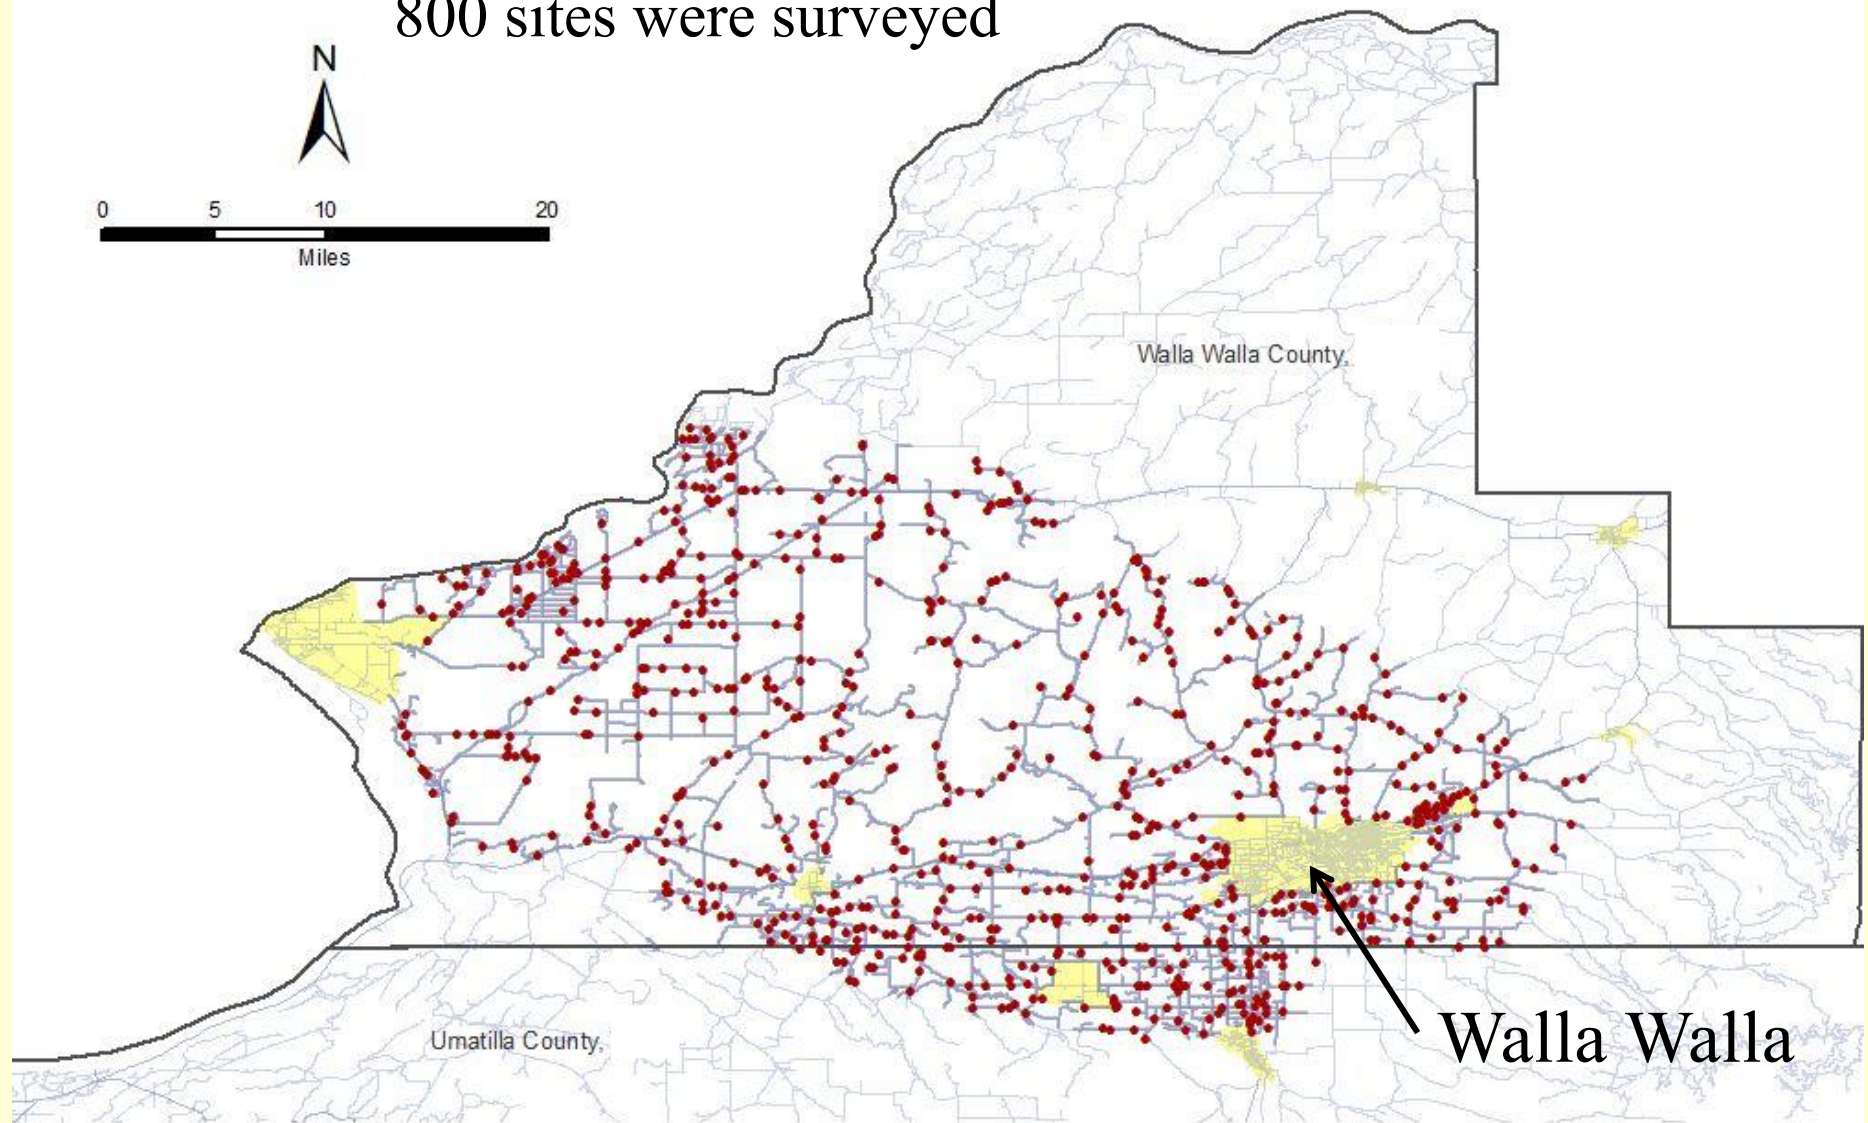 800 sites were surveyed
N
0 5 10 20
Miles
Walla Walla County,
Umatilla County,
Walla Walla